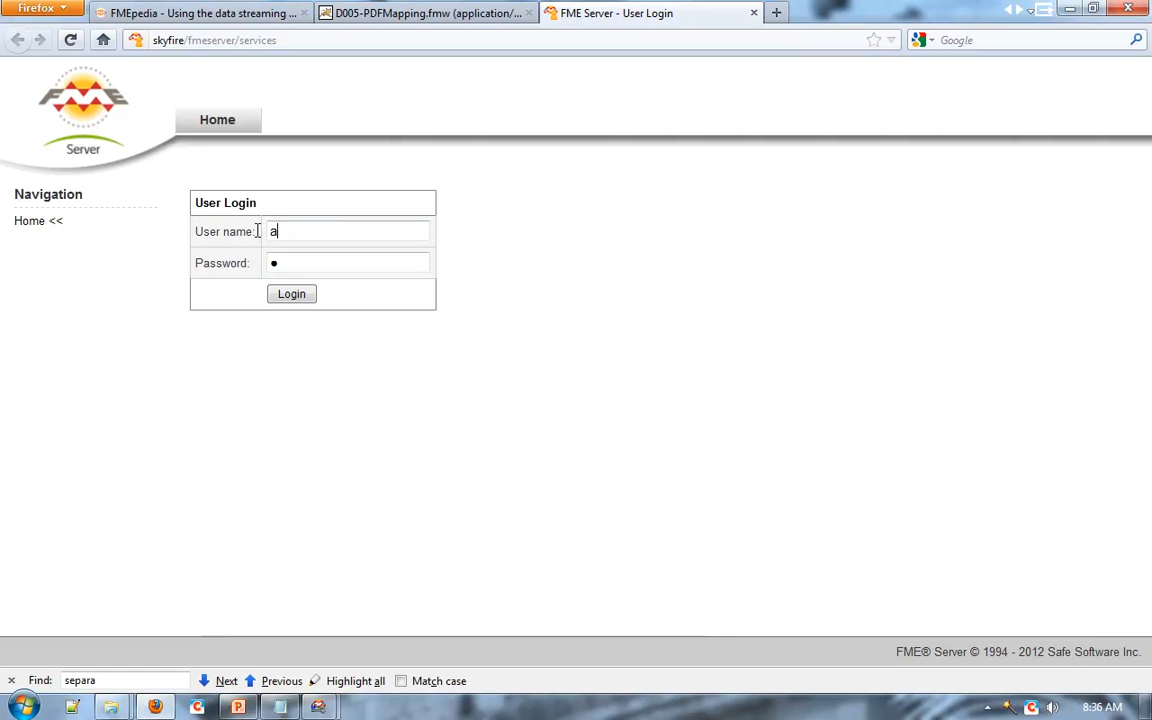 Firefox
FMEpedia - Using the data streaming ...
D005-PDFMapping.fmw (application/...
FME Server - User Login
skyfire/fmeserver/services
Google
FME
Server
Home
Navigation
Home <<
User Login
User name:
a
Password:
Login
FME® Server © 1994 - 2012 Safe Software Inc.
Find:
separa
Next
Previous
Highlight all
Match case
8:36 AM